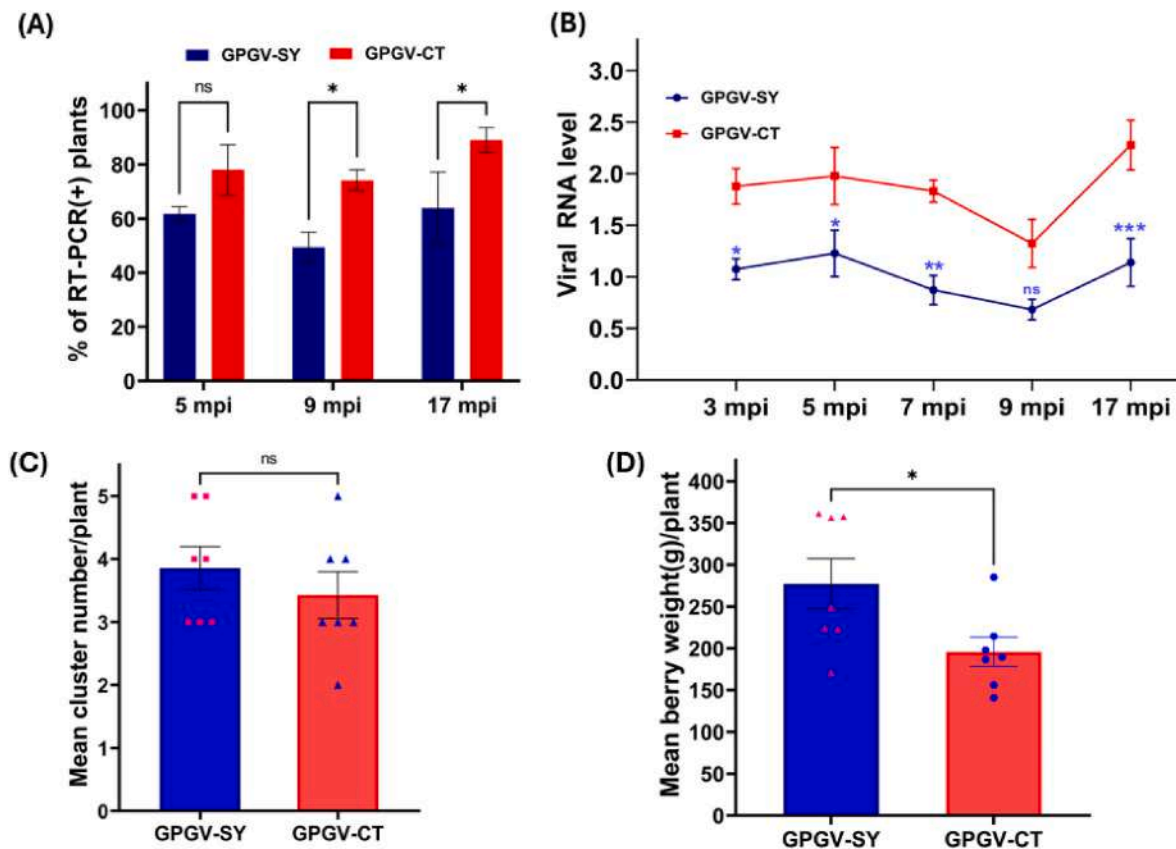 (A)
GPGV-SY GPGV-CT
% of RT-PCR(+) plants
100
80
60
40
20
0
ns
*
*
5 mpi 9 mpi 17 mpi
(B)
GPGV-SY
GPGV-CT
Viral RNA level
3.0
2.5
2.0
1.5
1.0
0.5
0.0
*
*
**
ns
***
3 mpi 5 mpi 7 mpi 9 mpi 17 mpi
(C)
Mean cluster number/plant
5
4
3
2
1
0
ns
GPGV-SY GPGV-CT
(D)
Mean berry weight(g)/plant
400
350
300
250
200
150
100
50
0
*
GPGV-SY GPGV-CT